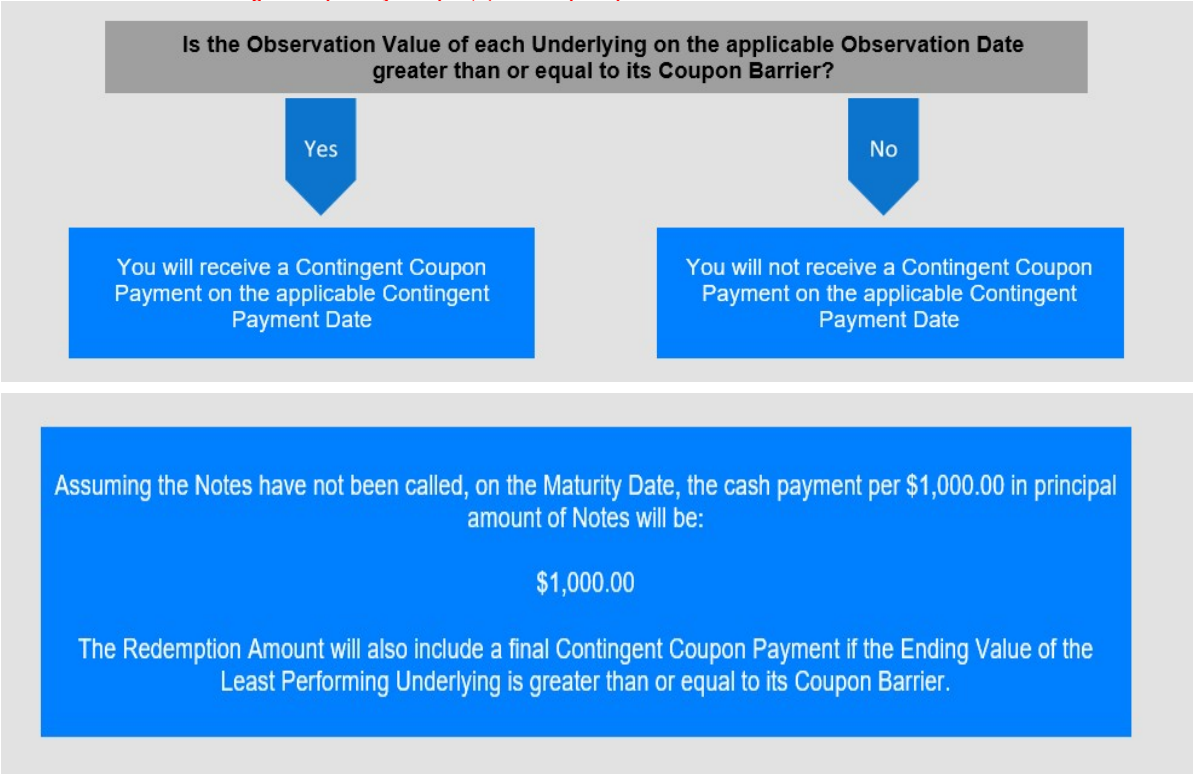 Is the Observation Value of each Underlying on the applicable Observation Date
greater than or equal to its Coupon Barrier?
Yes
No
You will receive a Contingent Coupon
Payment on the applicable Contingent
Payment Date
You will not receive a Contingent Coupon
Payment on the applicable Contingent
Payment Date
Assuming the Notes have not been called, on the Maturity Date, the cash payment per $1,000.00 in principal
amount of Notes will be:
$1,000.00
The Redemption Amount will also include a final Contingent Coupon Payment if the Ending Value of the
Least Performing Underlying is greater than or equal to its Coupon Barrier.